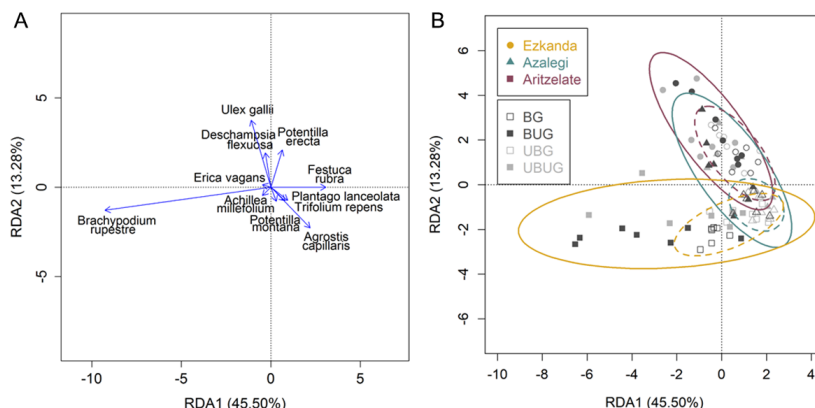 A
5
0
-5
RDA2 (13.28%)
Ulex gallii
Deschampsia
flexuosa
Potentilla
erecta
Erica vagans
Festuca
rubra
Plantago lanceolata
Achillea
millefolium
Trifolium repens
Brachypodium
rupestre
Potentilla
montana
Agrostis
capillaris
-10
-5
0
5
RDA1 (45.50%)
B
6
4
2
0
-2
-4
-6
RDA2 (13.28%)
Ezkanda
Azalegi
Aritzelate
BG
BUG
UBG
UBUG
-10
-8
-6
-4
-2
0
2
4
RDA1 (45.50%)